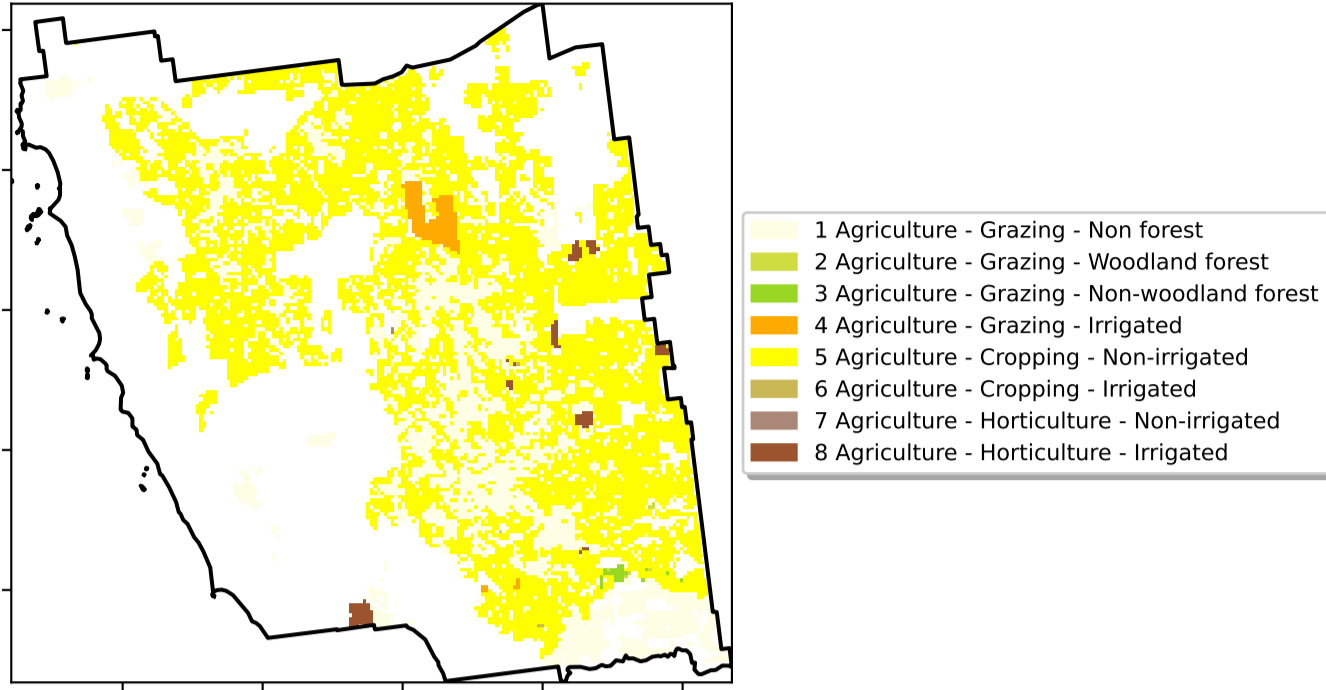 1 Agriculture - Grazing - Non forest
2 Agriculture - Grazing - Woodland forest
3 Agriculture - Grazing - Non-woodland forest
4 Agriculture - Grazing - Irrigated
5 Agriculture - Cropping - Non-irrigated
6 Agriculture - Cropping - Irrigated
7 Agriculture - Horticulture - Non-irrigated
8 Agriculture - Horticulture - Irrigated